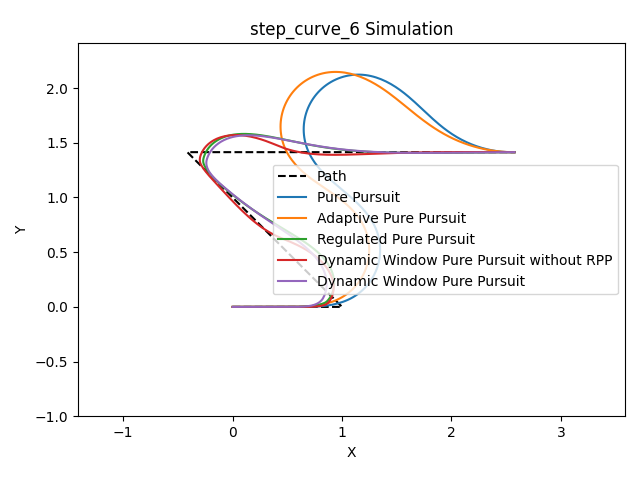 step_curve_6 Simulation
2.0
1.5
1.0
0.5
0.0
−0.5
−1.0
Y
Path
Pure Pursuit
Adaptive Pure Pursuit
Regulated Pure Pursuit
Dynamic Window Pure Pursuit without RPP
Dynamic Window Pure Pursuit
−1 0 1 2 3
X